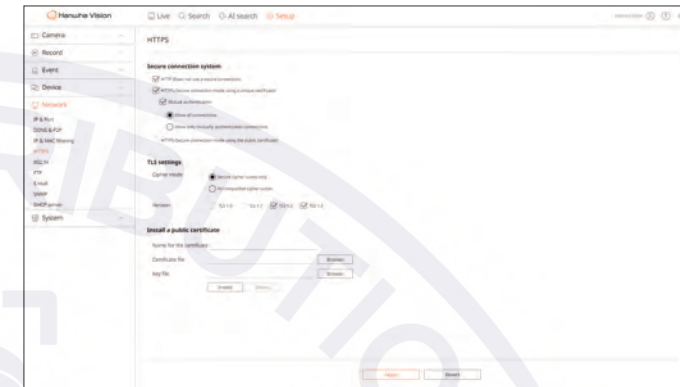 Hanwha Vision
Live Search AI search Setup
Camera
Record
Event
Device
Network
IP & Port
DDNS & P2P
IP & MAC filtering
HTTPS
802.1x
FTP
E-mail
SNMP
DHCP server
System
HTTPS
Secure connection system
HTTP (Does not use a secure connection)
HTTPS (Secure connection mode using a unique certificate)
Mutual authentication
Allow all connections
Allow only mutually authenticated connections
HTTPS (Secure connection mode using the public certificate)
TLS settings
Cipher mode
Secure cipher suites only
Compatible cipher suites
Version TLS 1.0 TLS 1.1 TLS 1.2 TLS 1.3
Install a public certificate
Name for the certificate
Certificate file Browse
Key file Browse
Install Delete
Apply Revert